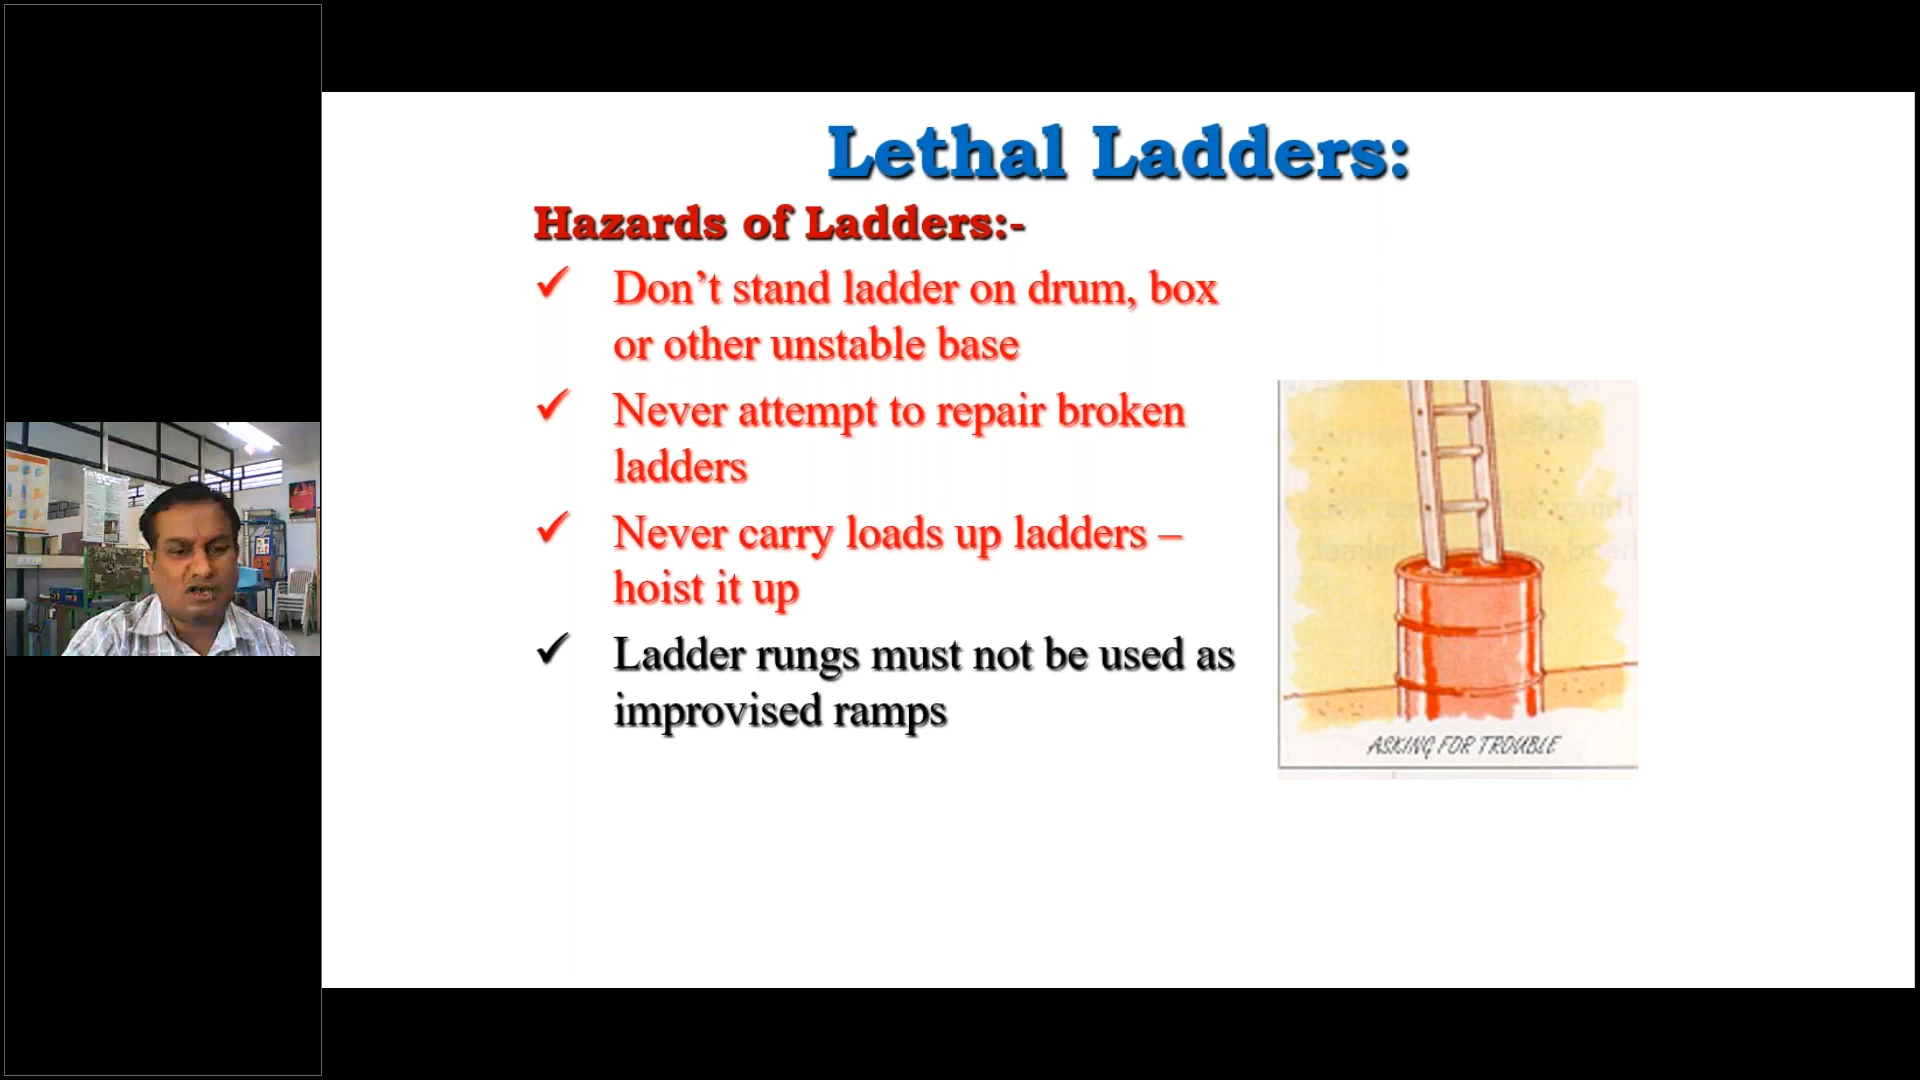 Lethal Ladders:
Hazards of Ladders:-
✓ Don’t stand ladder on drum, box
or other unstable base
✓ Never attempt to repair broken
ladders
✓ Never carry loads up ladders –
hoist it up
✓ Ladder rungs must not be used as
improvised ramps
ASKING FOR TROUBLE